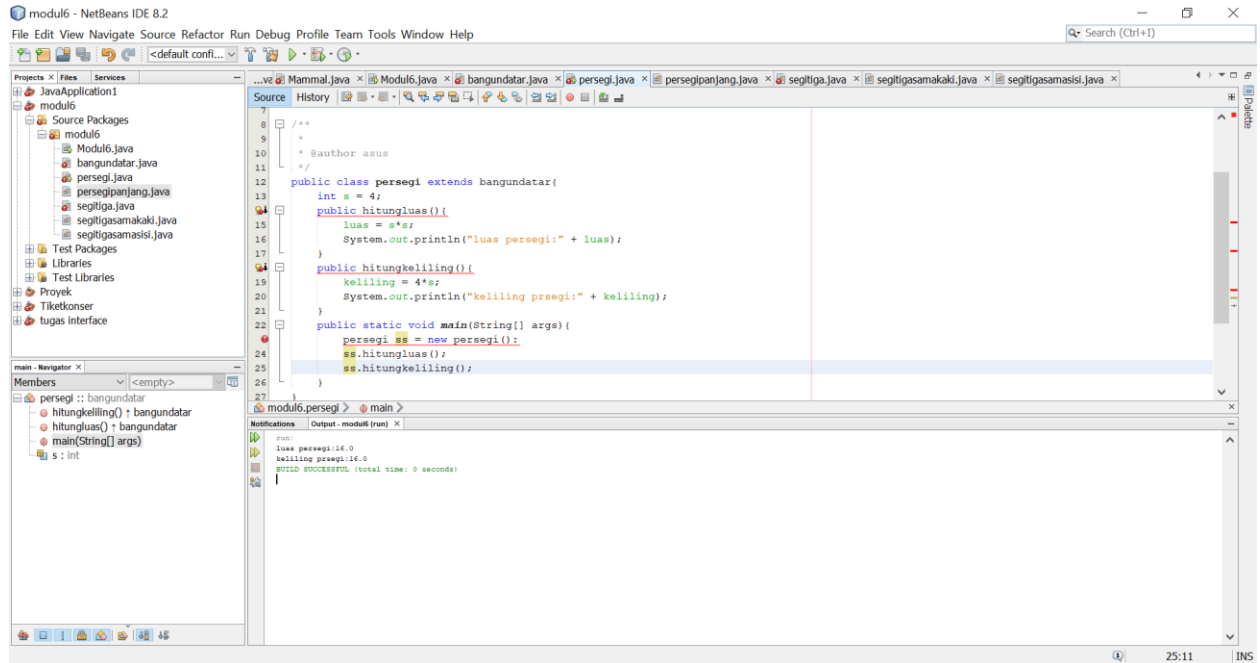 modul6 - NetBeans IDE 8.2
File Edit View Navigate Source Refactor Run Debug Profile Team Tools Window Help
Search (Ctrl+I)
<default confi...
Projects × Files Services
...va Mammal.java × Modul6.java × bangundatar.java × persegi.java × persegipanjang.java × segitiga.java × segitigasamakaki.java × segitigasamasisi.java ×
Palette
JavaApplication1
modul6
Source Packages
modul6
Modul6.java
bangundatar.java
persegi.java
persegipanjang.java
segitiga.java
segitigasamakaki.java
segitigasamasisi.java
Test Packages
Libraries
Test Libraries
Proyek
Tiketkonser
tugas interface
Source History
7
8 /**
9 *
10 * @author asus
11 */
12 public class persegi extends bangundatar{
13 int s = 4;
public hitungluas(){
15 luas = s*s;
16 System.out.println("luas persegi:" + luas);
17 }
public hitungkeliling(){
19 keliling = 4*s;
20 System.out.println("keliling prsegi:" + keliling);
21 }
22 public static void main(String[] args){
persegi ss = new persegi():
24 ss.hitungluas();
25 ss.hitungkeliling();
26 }
27 }
modul6.persegi > main >
main - Navigator ×
Members <empty>
persegi :: bangundatar
hitungkeliling() ↑ bangundatar
hitungluas() ↑ bangundatar
main(String[] args)
s : int
Notifications Output - modul6 (run) ×
run:
luas persegi:16.0
keliling prsegi:16.0
BUILD SUCCESSFUL (total time: 0 seconds)
25:11 INS